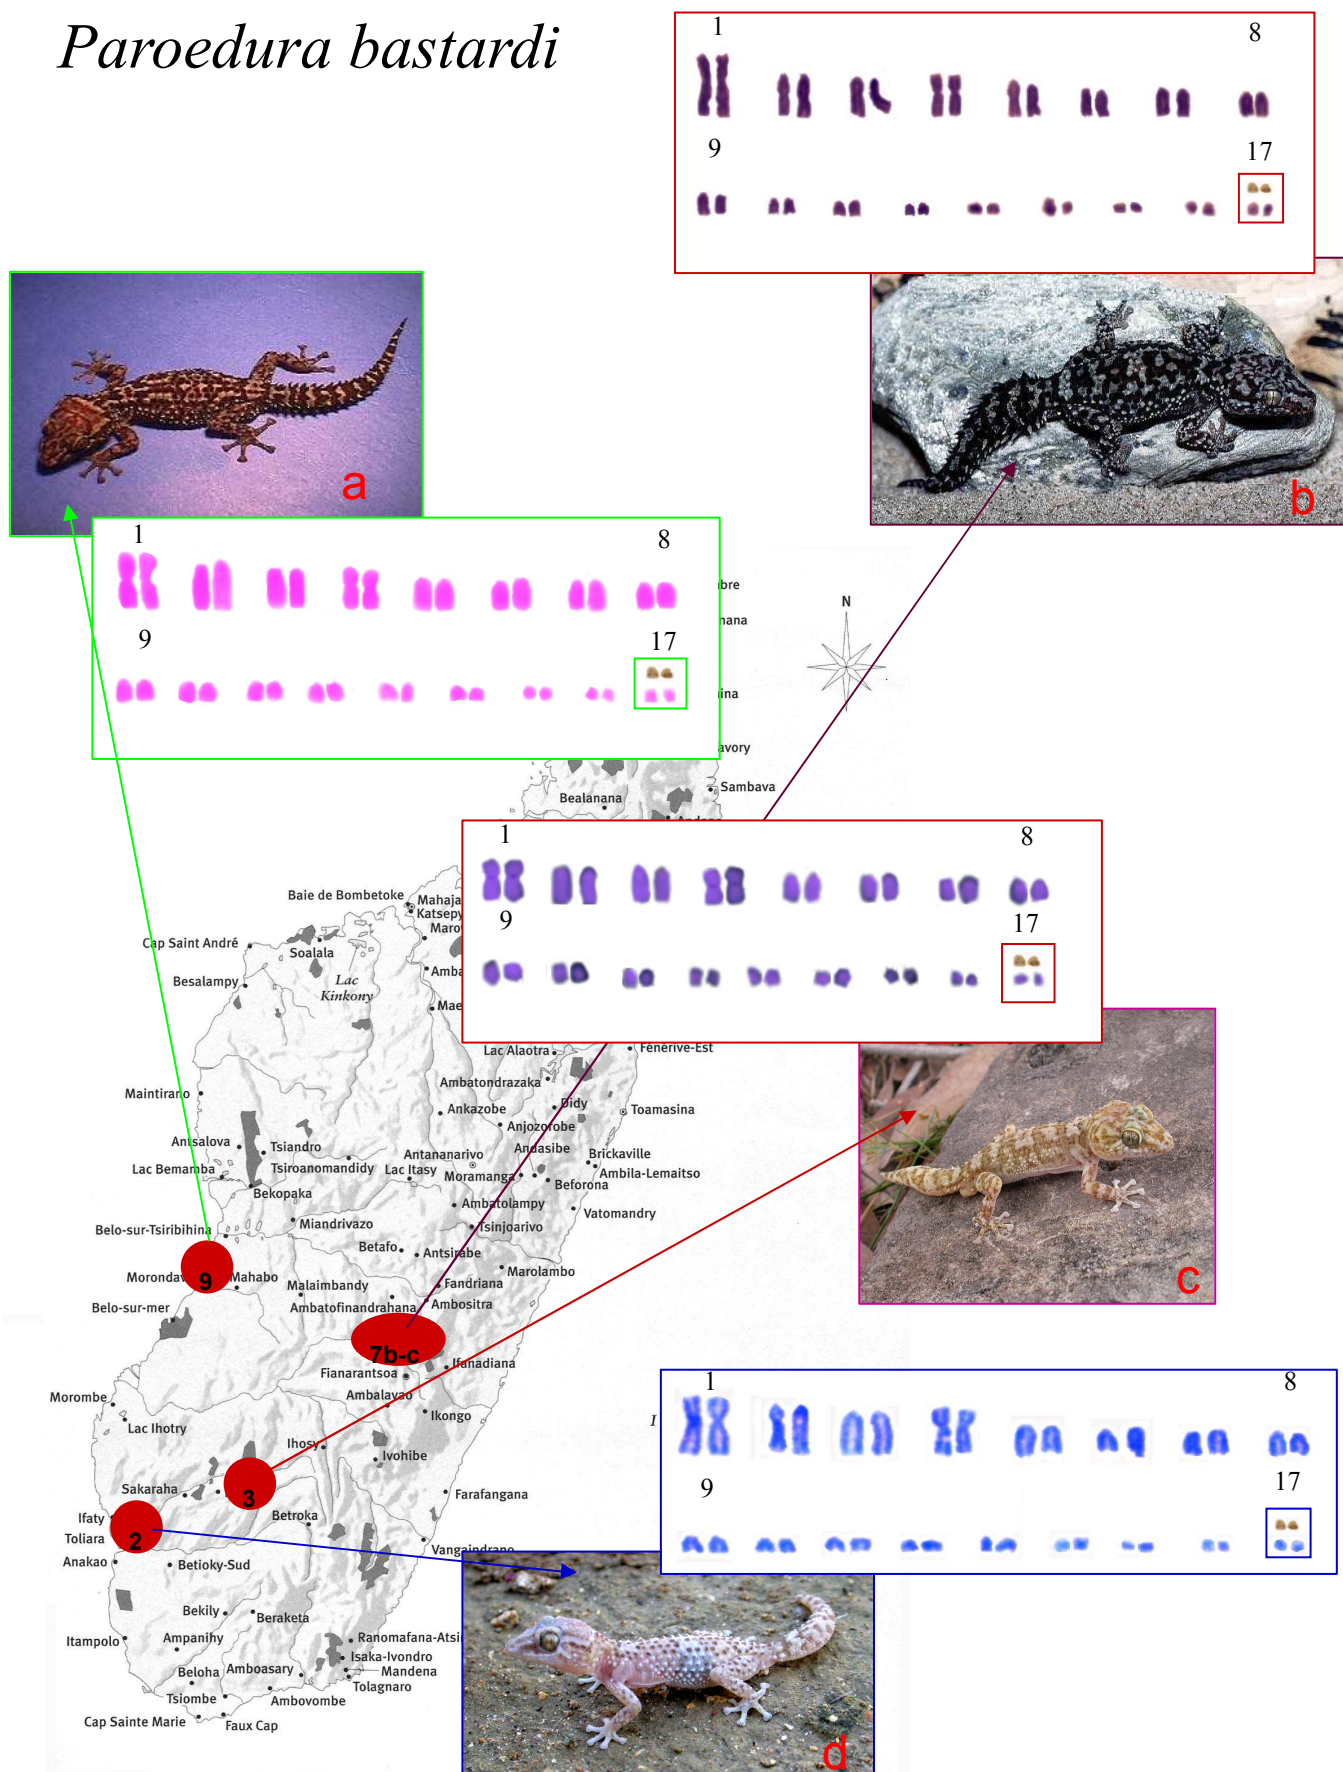 Paroedura bastardi
1 8
9 17
a
b
1 8
9 17
bre
nana
N
ina
avory
Sambava
Bealanana
1 8
9 17
Baie de Bombetoke
Mahaja
Katsepy
Maro
Cap Saint André
Soalala
Amba
Besalampy
Lac
Kinkony
Mae
Lac Alaotra
Fénérive-Est
Ambatondrazaka
Maintirano
Didy
Ankazobe
Toamasina
Anjozorobe
Antsalova
Tsiandro
Antananarivo
Andasibe
Brickaville
Lac Bemamba
Tsiroanomandidy
Lac Itasy
Moramanga
Ambila-Lemaitso
Bekopaka
Beforona
Ambatolampy
Vatomandry
Miandrivazo
Tsinjoarivo
Belo-sur-Tsiribihina
Betafo
Antsirabe
Marolambo
9
Morondav
Mahabo
Malaimbandy
Fandriana
c
Belo-sur-mer
Ambatofinandrahana
Ambositra
7b-c
Ifanadiana
Fianarantsoa
Morombe
Ambalavao
1 8
Lac Ihotry
Ikongo
I
Ihosy
Ivohibe
Sakaraha
3
Farafangana
9 17
Ifaty
Betroka
Toliara
2
Vangaindrano
Anakao
Betioky-Sud
Bekily
Beraketa
Itampolo
Ampanihy
Ranomafana-Atsi
Isaka-Ivondro
Beloha
Amboasary
Mandena
Tolagnaro
Tsiombe
Ambovombe
Cap Sainte Marie
Faux Cap
d